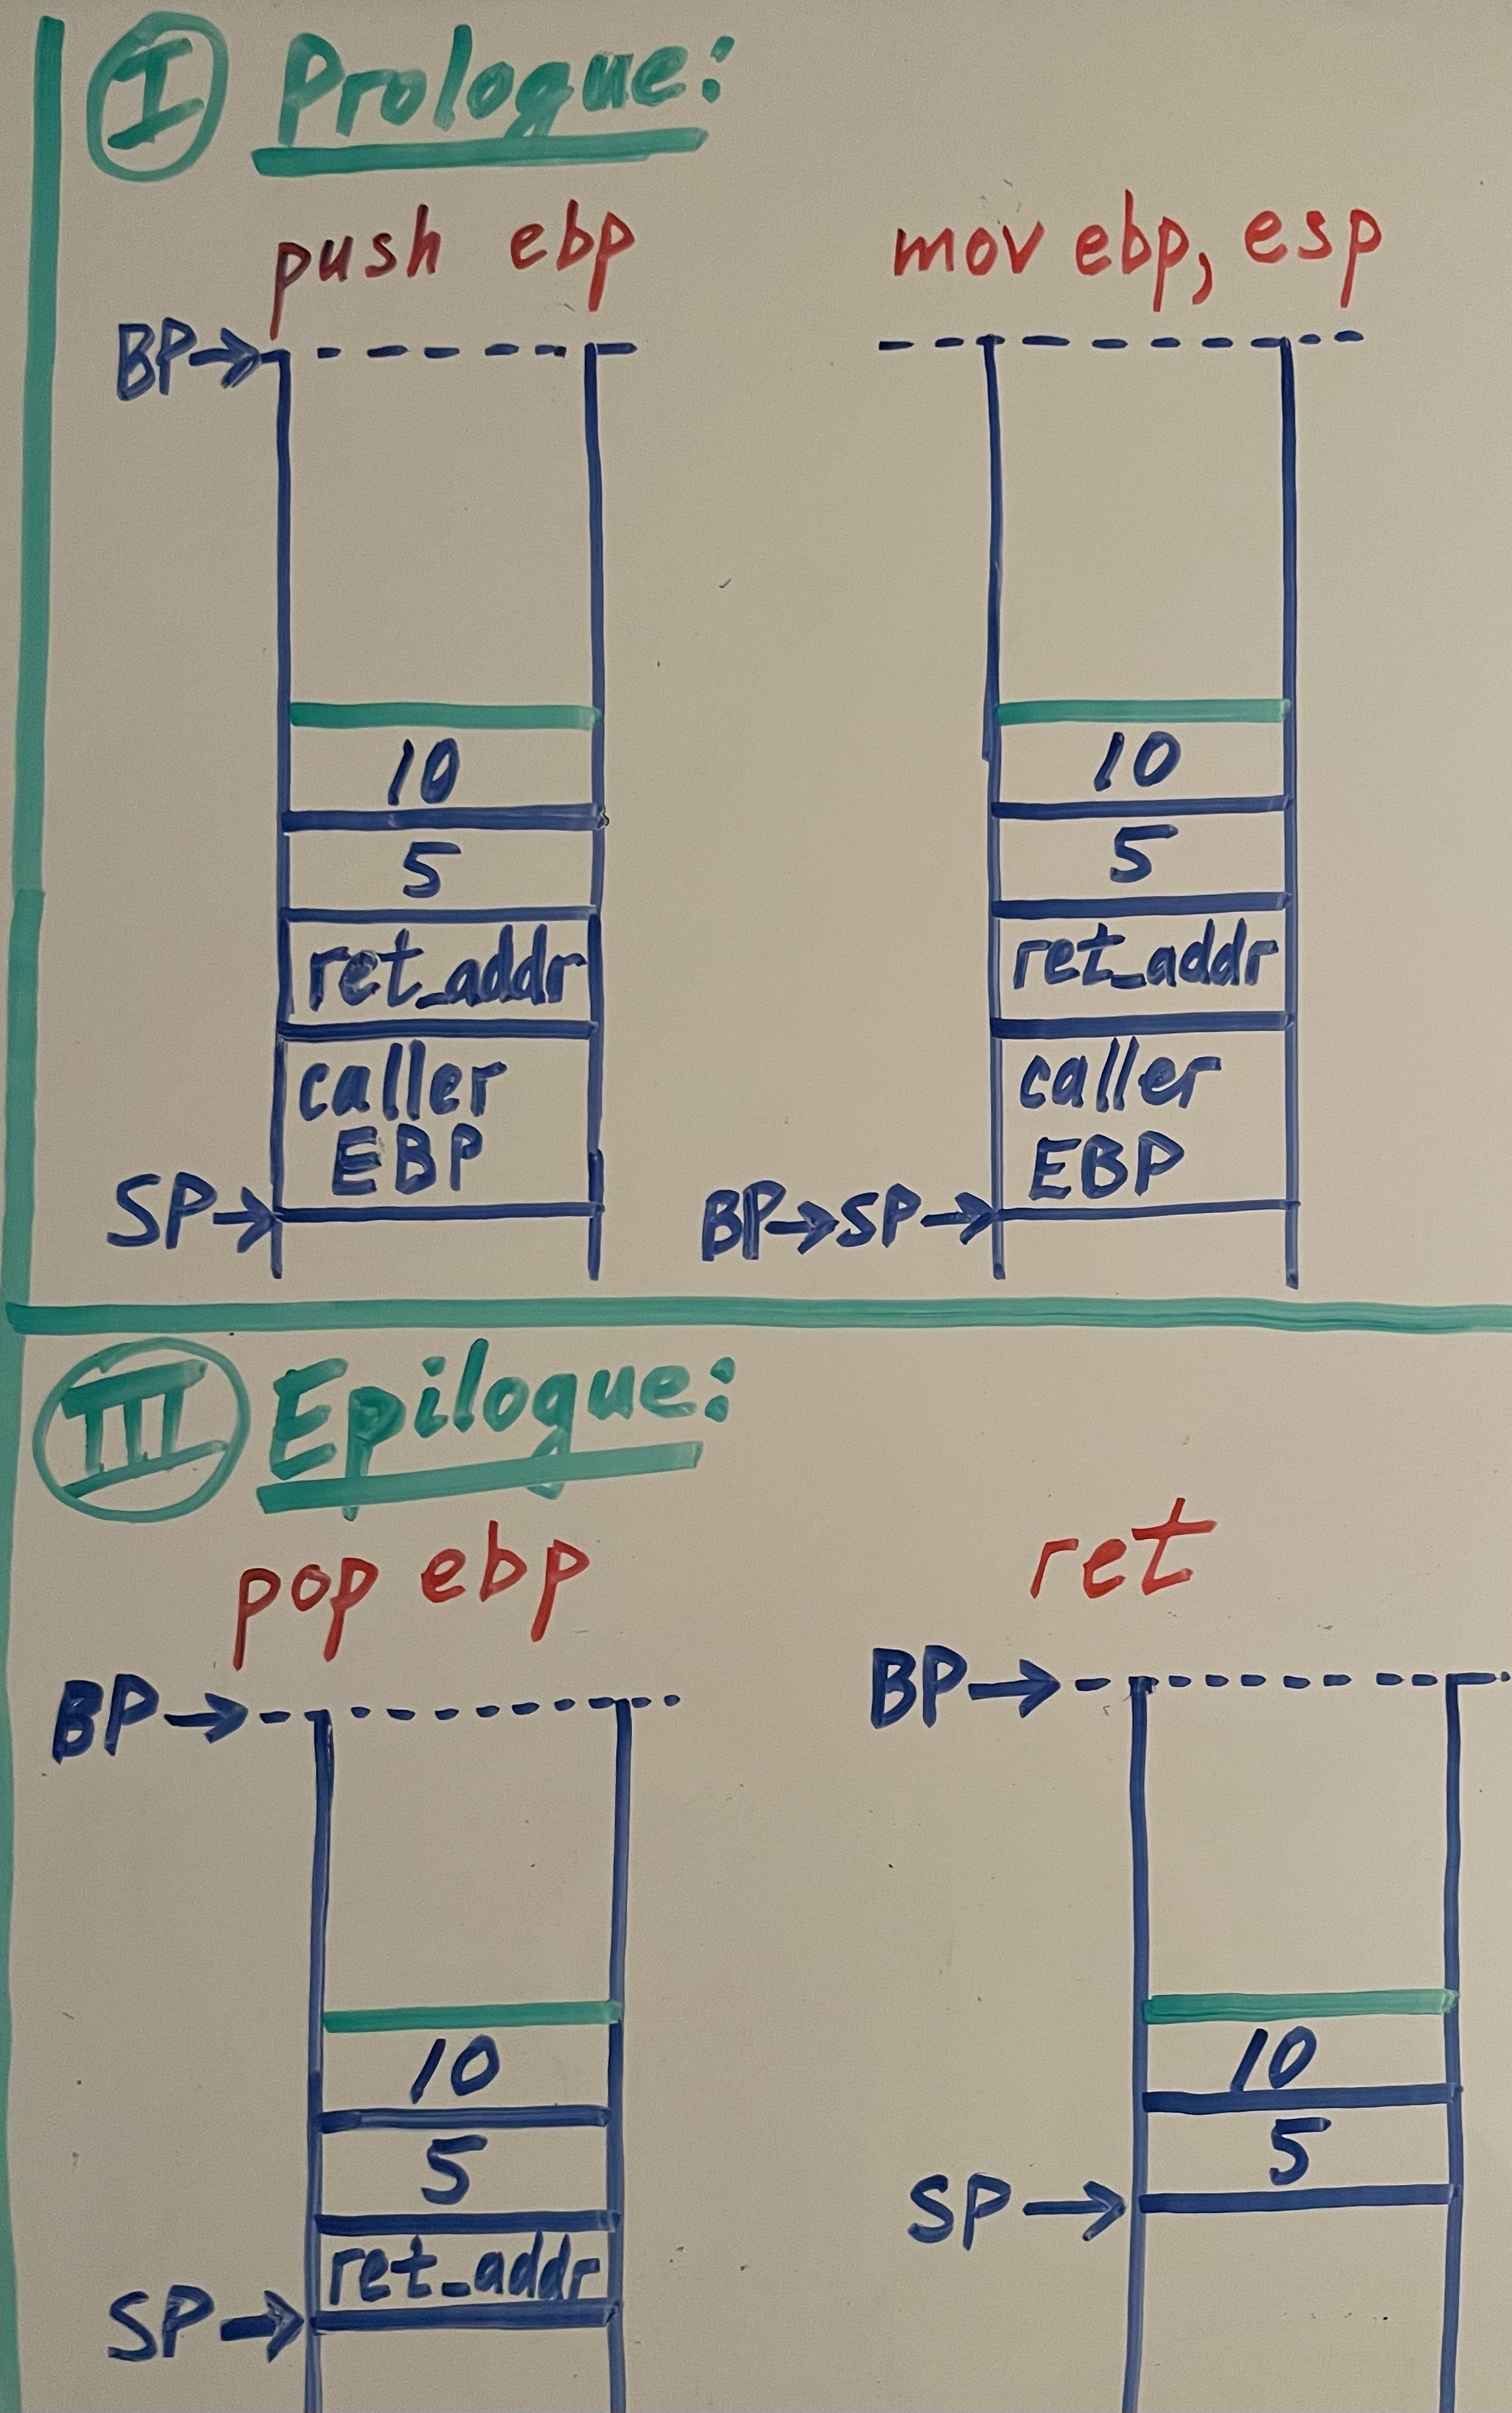 I Prologue:
push ebp
BP→
10
5
ret_addr
caller
EBP
SP→
mov ebp, esp
10
5
ret_addr
caller
EBP
BP→SP→
III Epilogue:
pop ebp
BP→
10
5
ret_addr
SP→
ret
BP→
10
5
SP→